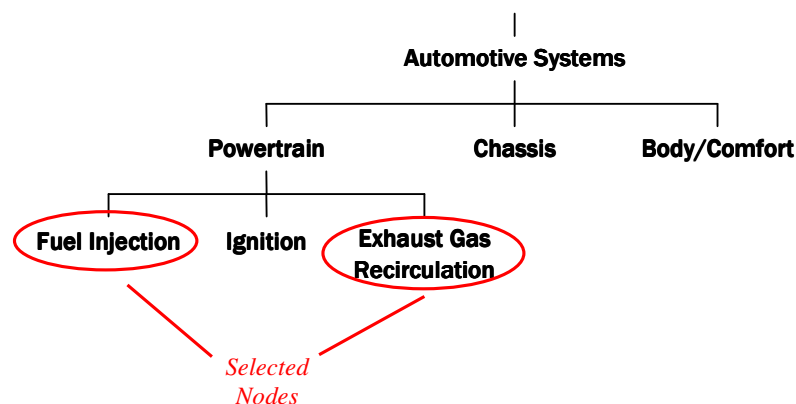 Automotive Systems
Powertrain
Chassis
Body/Comfort
Fuel Injection
Ignition
Exhaust Gas
Recirculation
Selected
Nodes